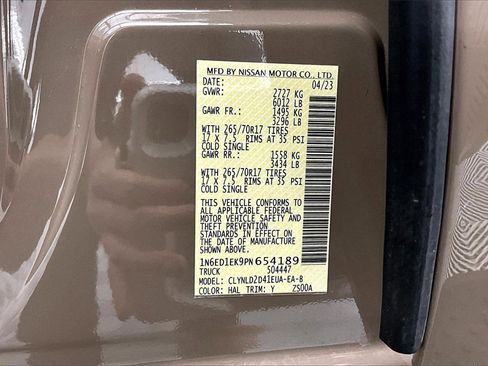 MFD BY NISSAN MOTOR CO., LTD.
DATE: 04/23
GVWR: 2727 KG
6012 LB
GAWR FR.: 1495 KG
3296 LB
WITH 265/70R17 TIRES
17 X 7.5 RIMS AT 35 PSI
COLD SINGLE
GAWR RR.: 1558 KG
3434 LB
WITH 265/70R17 TIRES
17 X 7.5 RIMS AT 35 PSI
COLD SINGLE
THIS VEHICLE CONFORMS TO
ALL APPLICABLE FEDERAL
MOTOR VEHICLE SAFETY
AND THEFT PREVENTION
STANDARDS IN EFFECT ON
THE DATE OF MANUFACTURE
SHOWN ABOVE.
1N6ED1EK9PN654189
TRUCK 504447
MODEL: CLYNLD2D41EUA-EA-B
COLOR: HAL TRIM: Y ZS00A